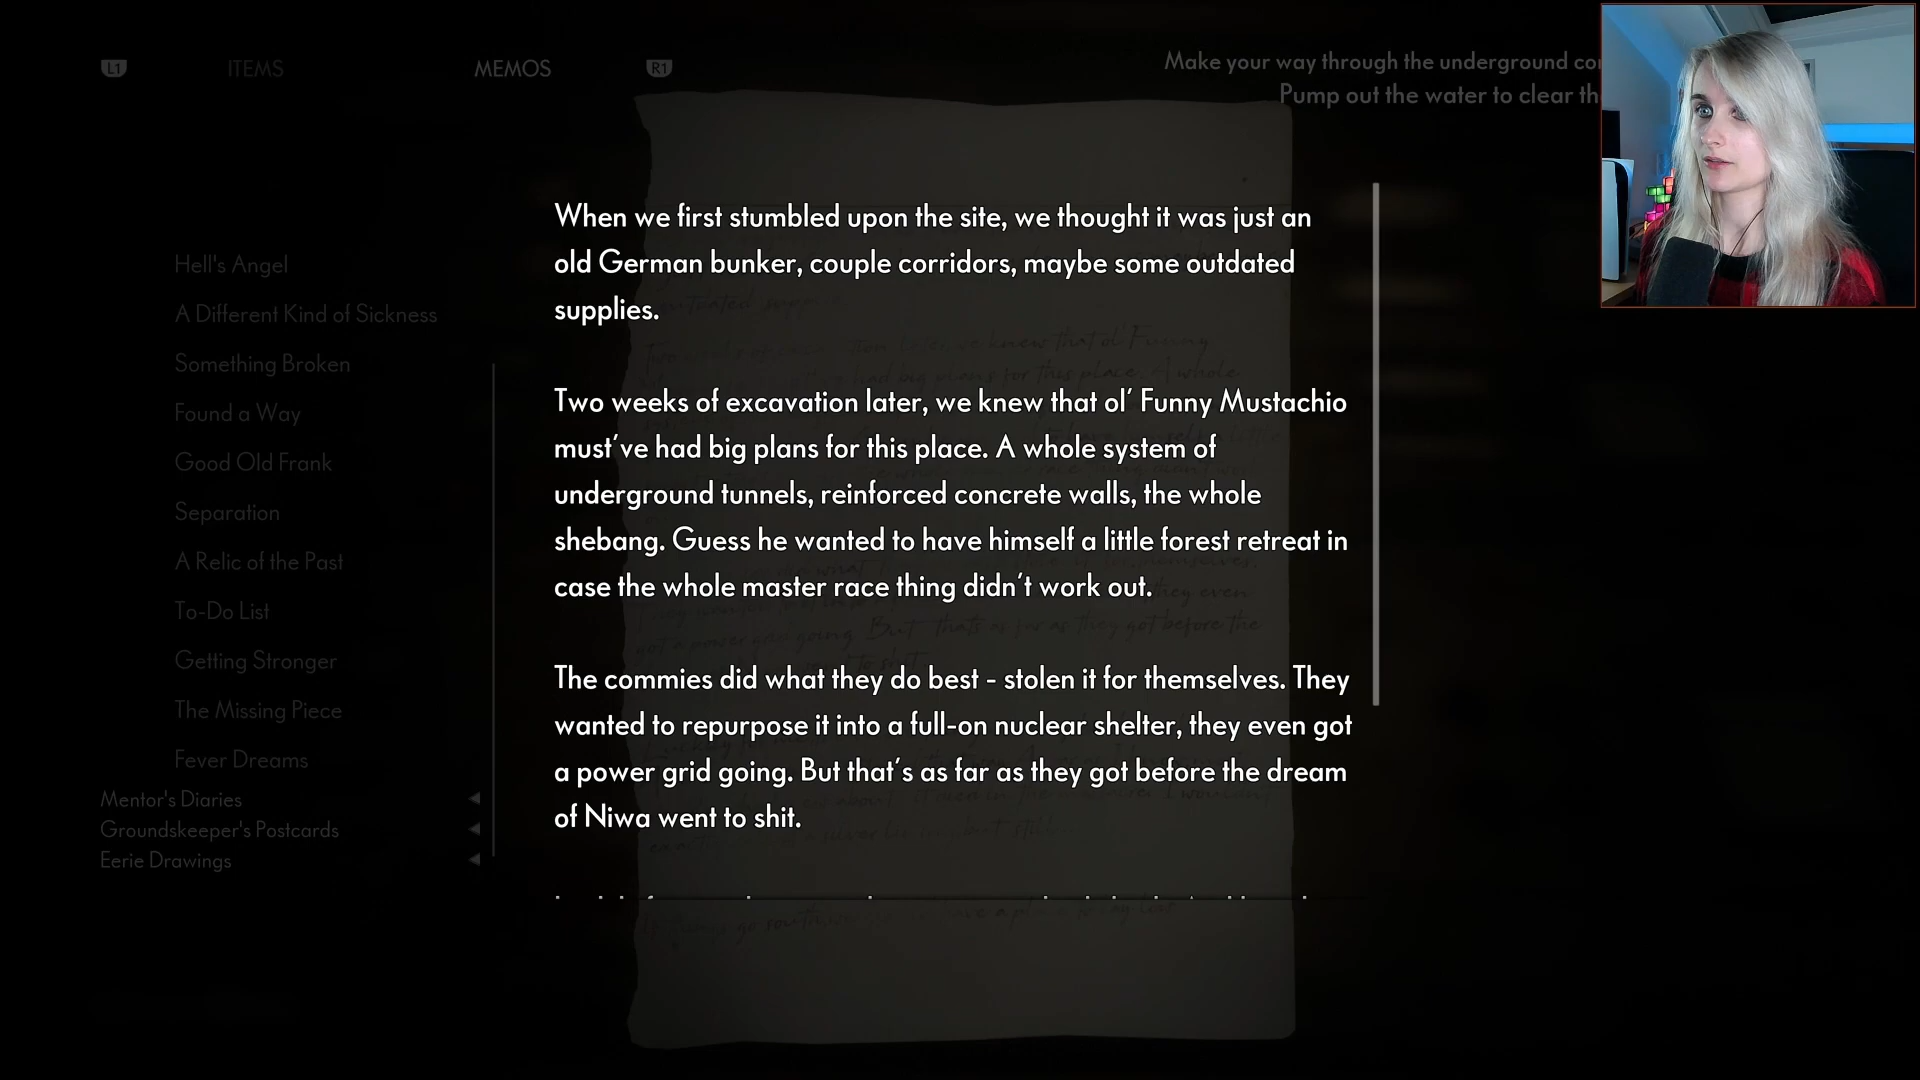 L1 ITEMS MEMOS R1
Make your way through the underground
Pump out the water to clear
Hell's Angel
A Different Kind of Sickness
Something Broken
Found a Way
Good Old Frank
Separation
A Relic of the Past
To-Do List
Getting Stronger
The Missing Piece
Fever Dreams
Mentor's Diaries
Groundskeeper's Postcards
Eerie Drawings
When we first stumbled upon the site, we thought it was just an
old German bunker, couple corridors, maybe some outdated
supplies.
Two weeks of excavation later, we knew that ol' Funny Mustachio
must've had big plans for this place. A whole system of
underground tunnels, reinforced concrete walls, the whole
shebang. Guess he wanted to have himself a little forest retreat in
case the whole master race thing didn't work out.
The commies did what they do best - stolen it for themselves. They
wanted to repurpose it into a full-on nuclear shelter, they even got
a power grid going. But that's as far as they got before the dream
of Niwa went to shit.